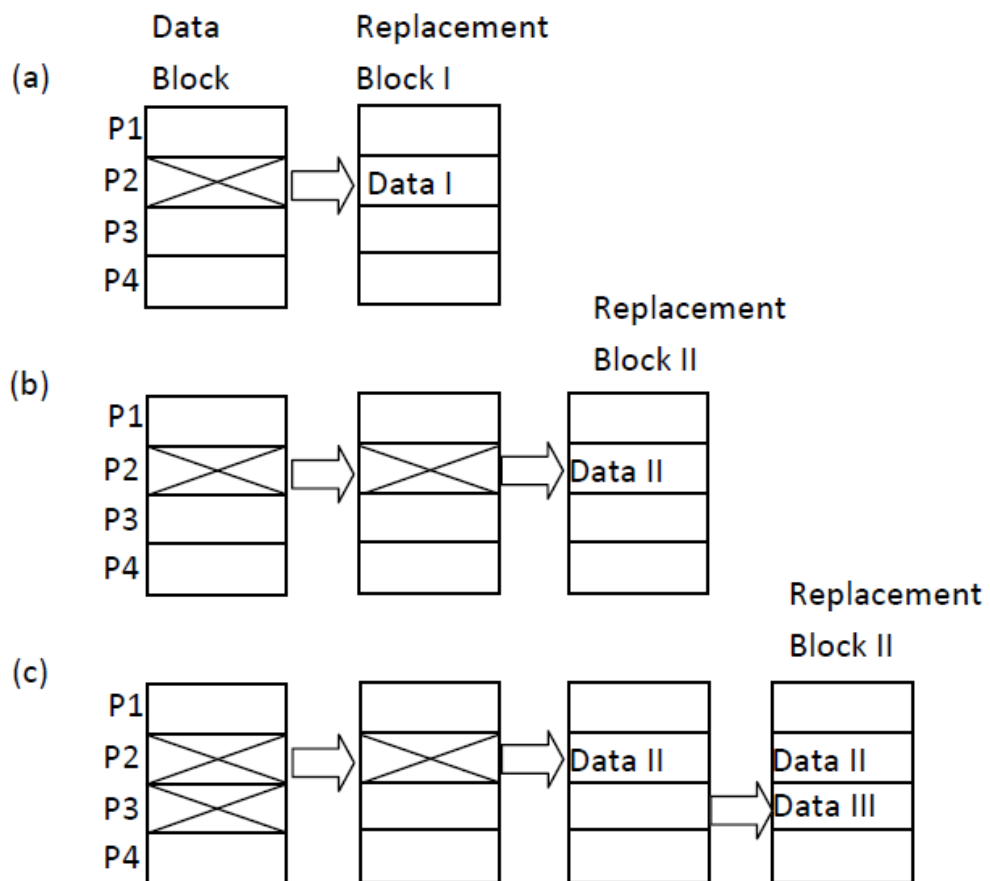 Data Replacement
(a) Block Block I
P1
P2 Data I
P3
P4
Replacement
Block II
(b)
P1
P2 Data II
P3
P4
Replacement
Block II
(c)
P1
P2 Data II Data II
P3 Data III
P4